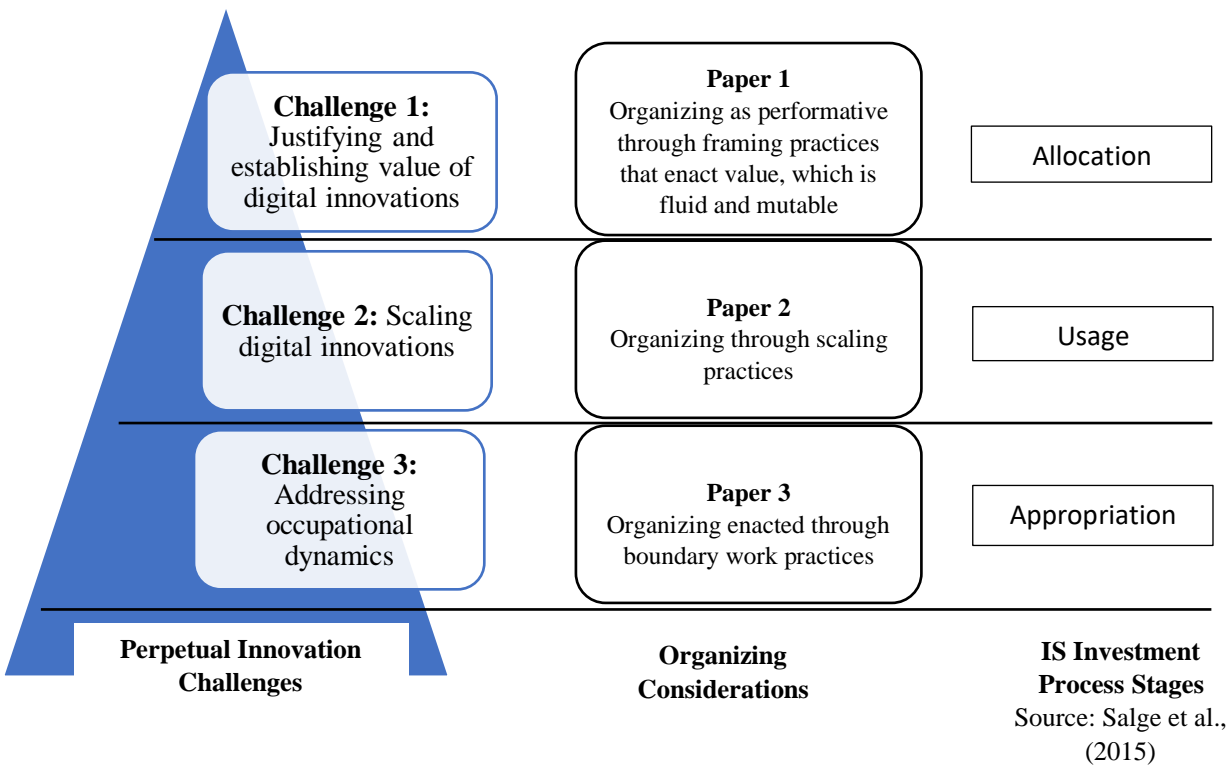 Challenge 1:
Justifying and
establishing value of
digital innovations
Paper 1
Organizing as performative
through framing practices
that enact value, which is
fluid and mutable
Allocation
Challenge 2: Scaling
digital innovations
Paper 2
Organizing through scaling
practices
Usage
Challenge 3:
Addressing
occupational
dynamics
Paper 3
Organizing enacted through
boundary work practices
Appropriation
Perpetual Innovation
Challenges
Organizing
Considerations
IS Investment
Process Stages
Source: Salge et al.,
(2015)